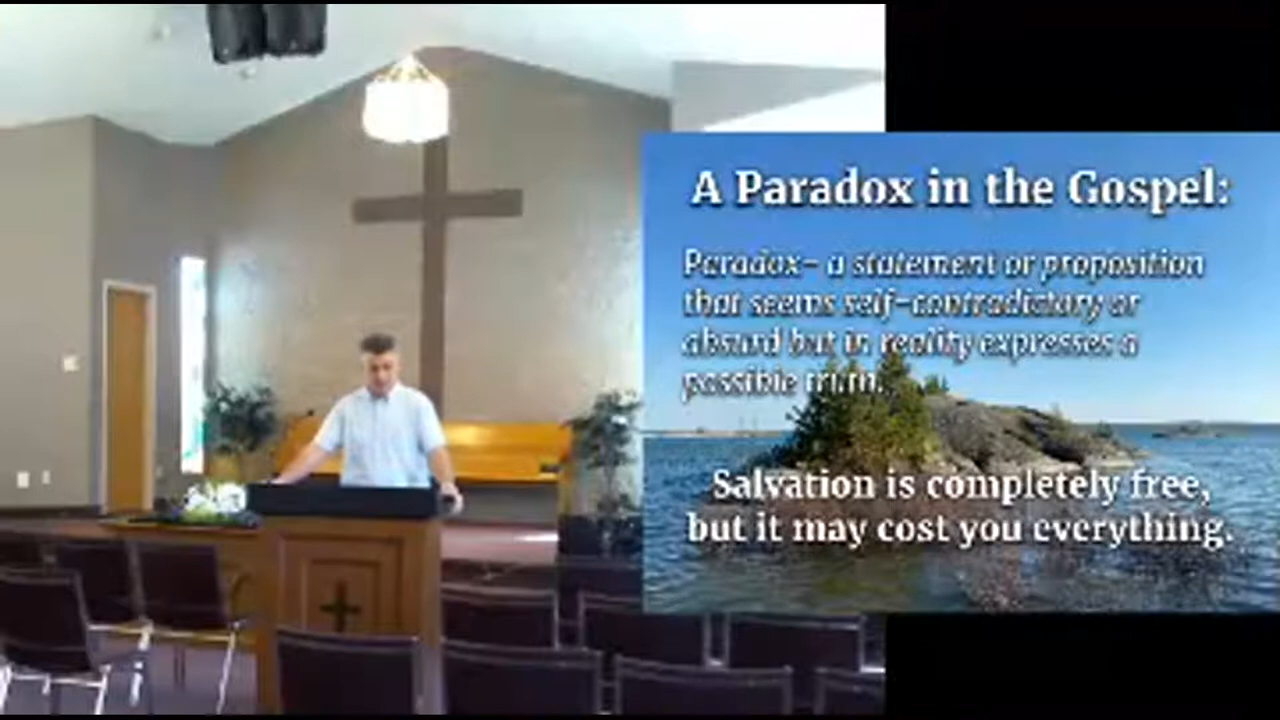 A Paradox in the Gospel:
Paradox- a statement or proposition
that seems self-contradictory or
absurd but in reality expresses a
possible truth.
Salvation is completely free,
but it may cost you everything.